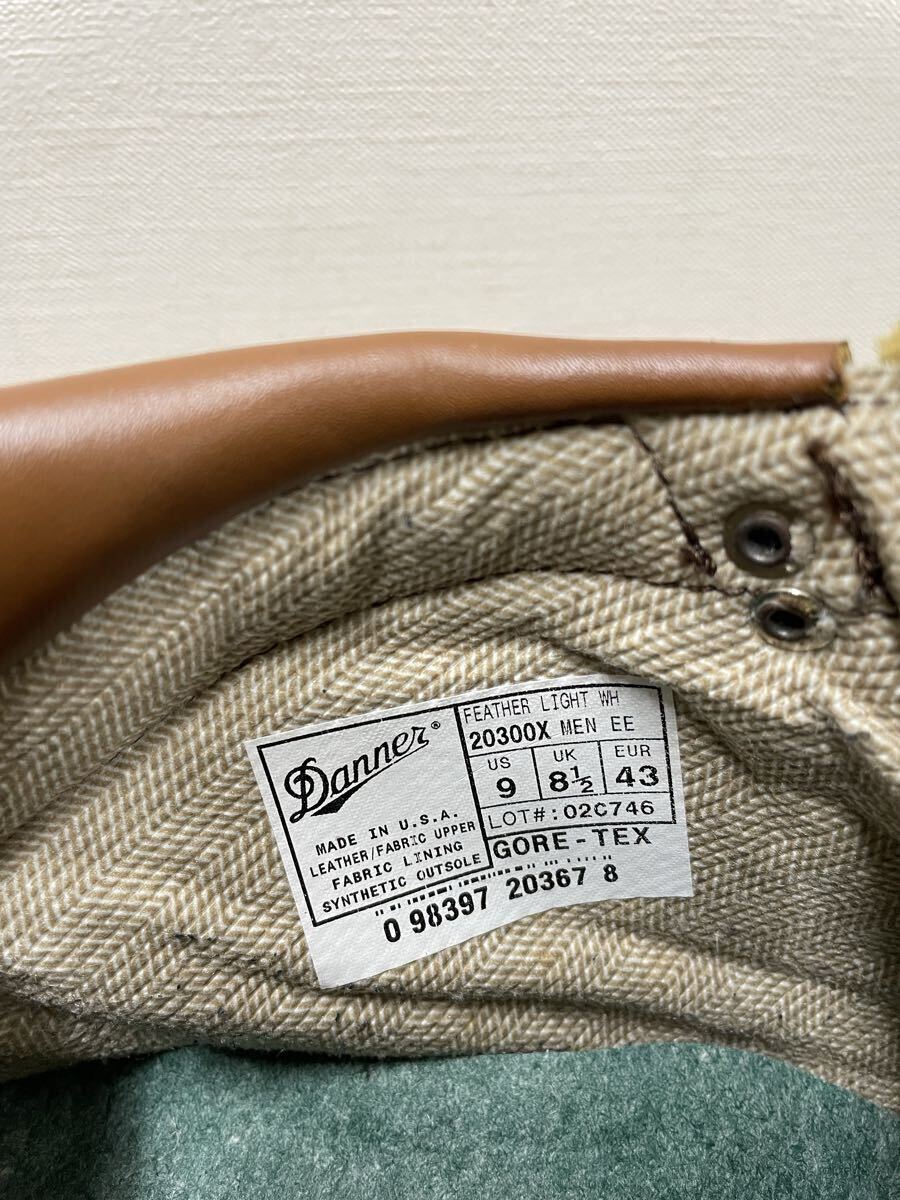 Danner®
MADE IN U.S.A.
LEATHER/FABRIC UPPER
FABRIC LINING
SYNTHETIC OUTSOLE
FEATHER LIGHT WH
20300X MEN EE
US UK EUR
9 8½ 43
LOT#:02C746
GORE-TEX
0 98397 20367 8